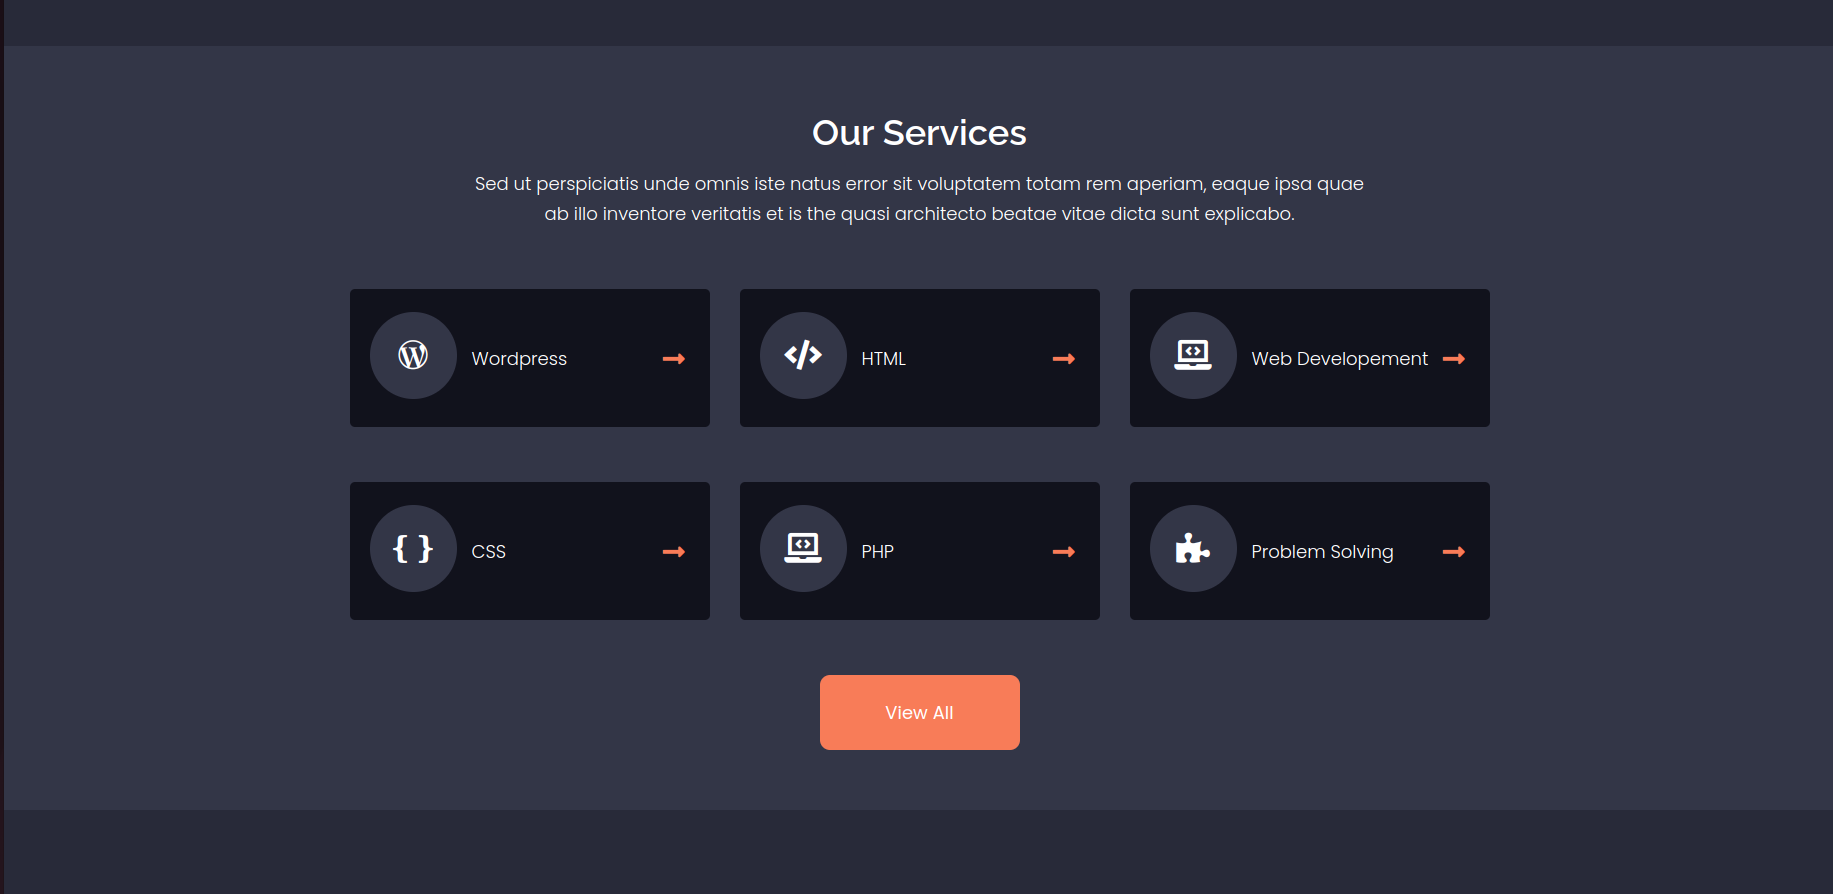 Our Services
Sed ut perspiciatis unde omnis iste natus error sit voluptatem totam rem aperiam, eaque ipsa quae
ab illo inventore veritatis et is the quasi architecto beatae vitae dicta sunt explicabo.
Wordpress
HTML
Web Developement
CSS
PHP
Problem Solving
View All